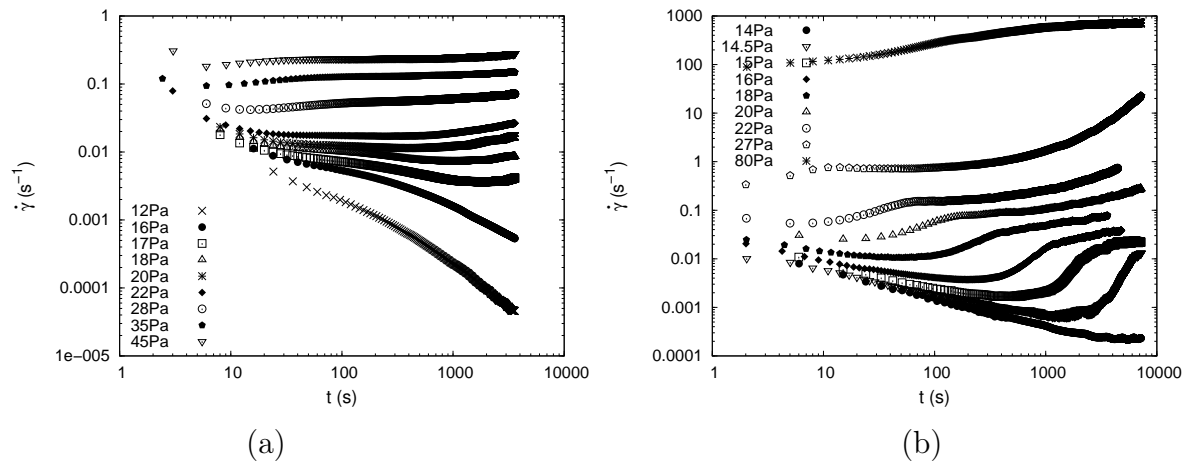 1
0.1
0.01
0.001
0.0001
1e-005
γ̇ (s⁻¹)
12Pa
16Pa
17Pa
18Pa
20Pa
22Pa
28Pa
35Pa
45Pa
1 10 100 1000 10000
t (s)
(a)
1000
100
10
1
0.1
0.01
0.001
0.0001
γ̇ (s⁻¹)
14Pa
14.5Pa
15Pa
16Pa
18Pa
20Pa
22Pa
27Pa
80Pa
1 10 100 1000 10000
t (s)
(b)